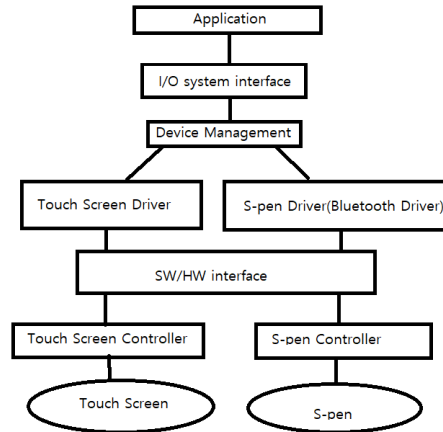 Application
I/O system interface
Device Management
Touch Screen Driver
S-pen Driver(Bluetooth Driver)
SW/HW interface
Touch Screen Controller
S-pen Controller
Touch Screen
S-pen